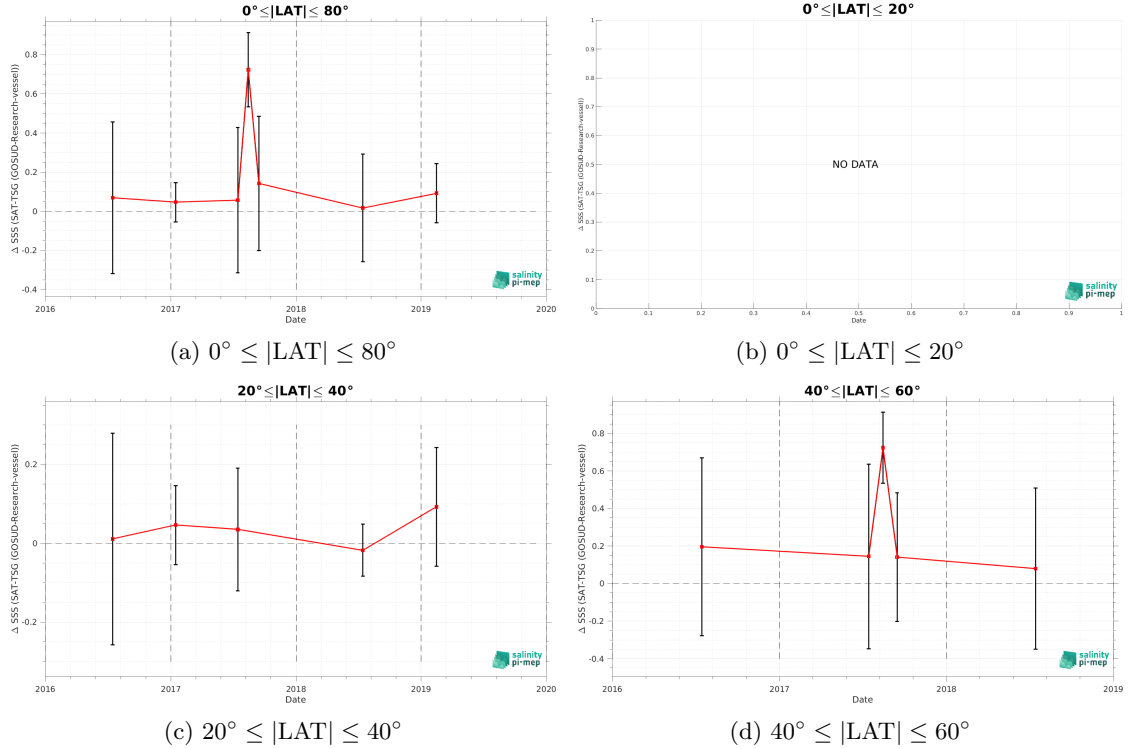 0°≤|LAT|≤ 80°
Δ SSS (SAT-TSG (GOSUD-Research-vessel))
0.8
0.6
0.4
0.2
0
-0.2
-0.4
2016 2017 2018 2019 2020
Date
salinity
pi-mep
(a) 0° ≤ |LAT| ≤ 80°
0°≤|LAT|≤ 20°
Δ SSS (SAT-TSG (GOSUD-Research-vessel))
1
0.9
0.8
0.7
0.6
0.5
0.4
0.3
0.2
0.1
0
NO DATA
0 0.1 0.2 0.3 0.4 0.5 0.6 0.7 0.8 0.9 1
Date
salinity
pi-mep
(b) 0° ≤ |LAT| ≤ 20°
20°≤|LAT|≤ 40°
Δ SSS (SAT-TSG (GOSUD-Research-vessel))
0.2
0
-0.2
2016 2017 2018 2019 2020
Date
salinity
pi-mep
(c) 20° ≤ |LAT| ≤ 40°
40°≤|LAT|≤ 60°
Δ SSS (SAT-TSG (GOSUD-Research-vessel))
0.8
0.6
0.4
0.2
0
-0.2
-0.4
2016 2017 2018 2019
Date
salinity
pi-mep
(d) 40° ≤ |LAT| ≤ 60°